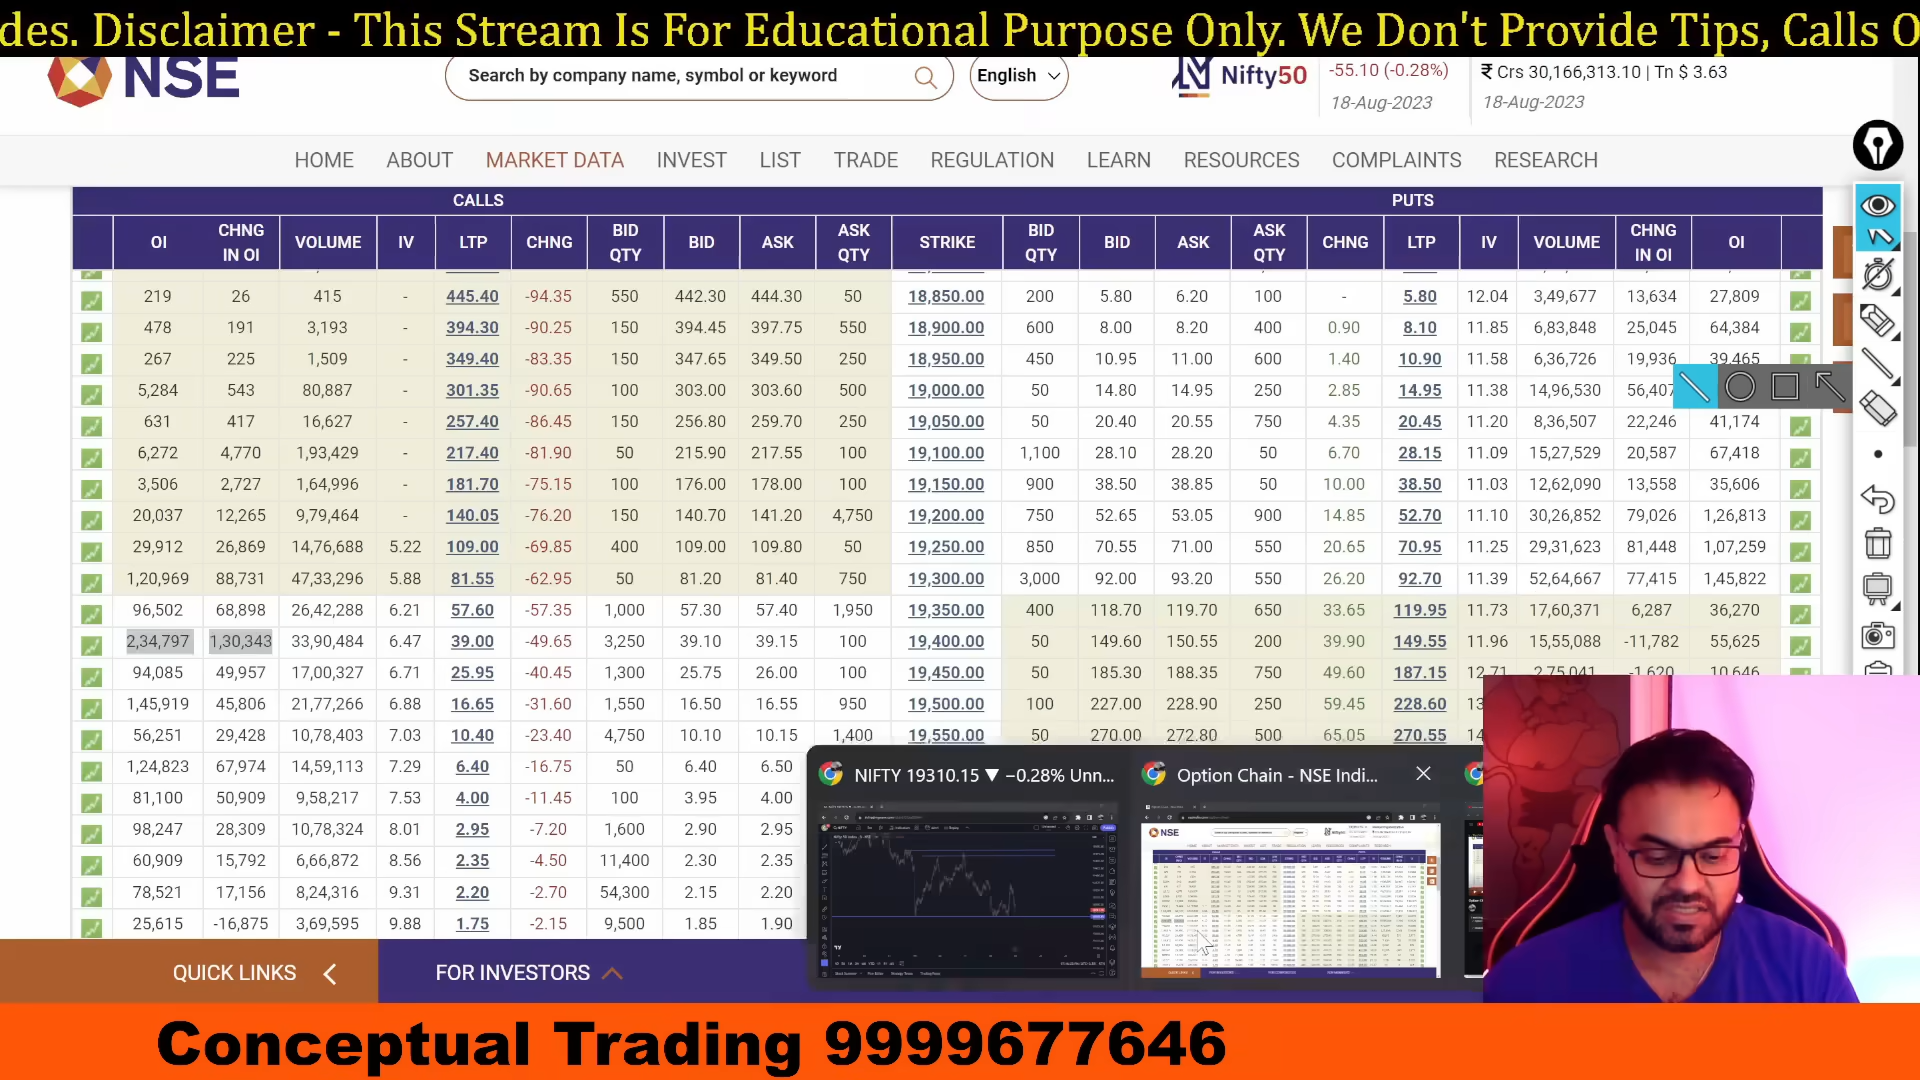 des. Disclaimer - This Stream Is For Educational Purpose Only. We Don't Provide Tips, Calls O
NSE
Search by company name, symbol or keyword
English
Nifty50
-55.10 (-0.28%)
18-Aug-2023
₹ Crs 30,166,313.10 | Tn $ 3.63
18-Aug-2023
HOME ABOUT MARKET DATA INVEST LIST TRADE REGULATION LEARN RESOURCES COMPLAINTS RESEARCH
CALLS PUTS
OI CHNG IN OI VOLUME IV LTP CHNG BID QTY BID ASK ASK QTY STRIKE BID QTY BID ASK ASK QTY CHNG LTP IV VOLUME CHNG IN OI OI
219 26 415 - 445.40 -94.35 550 442.30 444.30 50 18,850.00 200 5.80 6.20 100 - 5.80 12.04 3,49,677 13,634 27,809
478 191 3,193 - 394.30 -90.25 150 394.45 397.75 550 18,900.00 600 8.00 8.20 400 0.90 8.10 11.85 6,83,848 25,045 64,384
267 225 1,509 - 349.40 -83.35 150 347.65 349.50 250 18,950.00 450 10.95 11.00 600 1.40 10.90 11.58 6,36,726 19,936 39,465
5,284 543 80,887 - 301.35 -90.65 100 303.00 303.60 500 19,000.00 50 14.80 14.95 250 2.85 14.95 11.38 14,96,530 56,407
631 417 16,627 - 257.40 -86.45 150 256.80 259.70 250 19,050.00 50 20.40 20.55 750 4.35 20.45 11.20 8,36,507 22,246 41,174
6,272 4,770 1,93,429 - 217.40 -81.90 50 215.90 217.55 100 19,100.00 1,100 28.10 28.20 50 6.70 28.15 11.09 15,27,529 20,587 67,418
3,506 2,727 1,64,996 - 181.70 -75.15 100 176.00 178.00 100 19,150.00 900 38.50 38.85 50 10.00 38.50 11.03 12,62,090 13,558 35,606
20,037 12,265 9,79,464 - 140.05 -76.20 150 140.70 141.20 4,750 19,200.00 750 52.65 53.05 900 14.85 52.70 11.10 30,26,852 79,026 1,26,813
29,912 26,869 14,76,688 5.22 109.00 -69.85 400 109.00 109.80 50 19,250.00 850 70.55 71.00 550 20.65 70.95 11.25 29,31,623 81,448 1,07,259
1,20,969 88,731 47,33,296 5.88 81.55 -62.95 50 81.20 81.40 750 19,300.00 3,000 92.00 93.20 550 26.20 92.70 11.39 52,64,667 77,415 1,45,822
96,502 68,898 26,42,288 6.21 57.60 -57.35 1,000 57.30 57.40 1,950 19,350.00 400 118.70 119.70 650 33.65 119.95 11.73 17,60,371 6,287 36,270
2,34,797 1,30,343 33,90,484 6.47 39.00 -49.65 3,250 39.10 39.15 100 19,400.00 50 149.60 150.55 200 39.90 149.55 11.96 15,55,088 -11,782 55,625
94,085 49,957 17,00,327 6.71 25.95 -40.45 1,300 25.75 26.00 100 19,450.00 50 185.30 188.35 750 49.60 187.15 12.71 2,75,041 -1,620 10,646
1,45,919 45,806 21,77,266 6.88 16.65 -31.60 1,550 16.50 16.55 950 19,500.00 100 227.00 228.90 250 59.45 228.60 13
56,251 29,428 10,78,403 7.03 10.40 -23.40 4,750 10.10 10.15 1,400 19,550.00 50 270.00 272.80 500 65.05 270.55 14
1,24,823 67,974 14,59,113 7.29 6.40 -16.75 50 6.40 6.50
81,100 50,909 9,58,217 7.53 4.00 -11.45 100 3.95 4.00
98,247 28,309 10,78,324 8.01 2.95 -7.20 1,600 2.90 2.95
60,909 15,792 6,66,872 8.56 2.35 -4.50 11,400 2.30 2.35
78,521 17,156 8,24,316 9.31 2.20 -2.70 54,300 2.15 2.20
25,615 -16,875 3,69,595 9.88 1.75 -2.15 9,500 1.85 1.90
NIFTY 19310.15 ▼ −0.28% Unn...
Option Chain - NSE Indi...
NSE
QUICK LINKS
FOR INVESTORS
Conceptual Trading 9999677646